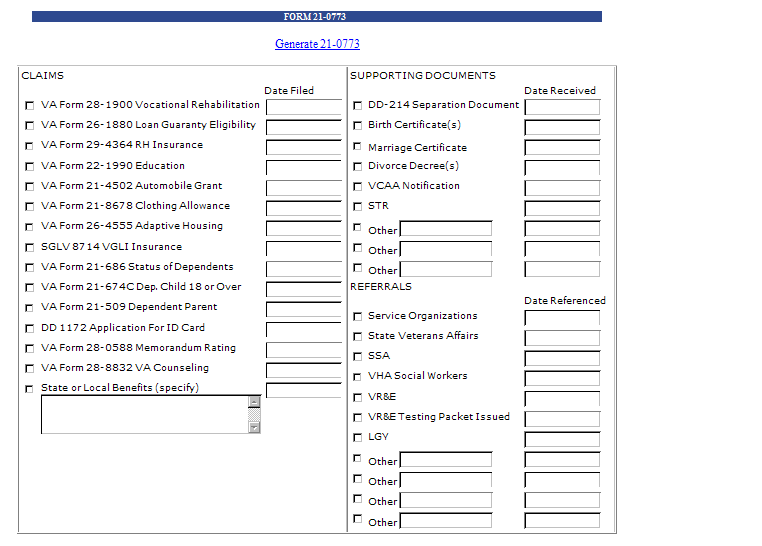 FORM 21-0773
Generate 21-0773
CLAIMS
Date Filed
VA Form 28-1900 Vocational Rehabilitation
VA Form 26-1880 Loan Guaranty Eligibility
VA Form 29-4364 RH Insurance
VA Form 22-1990 Education
VA Form 21-4502 Automobile Grant
VA Form 21-8678 Clothing Allowance
VA Form 26-4555 Adaptive Housing
SGLV 8714 VGLI Insurance
VA Form 21-686 Status of Dependents
VA Form 21-674C Dep. Child 18 or Over
VA Form 21-509 Dependent Parent
DD 1172 Application For ID Card
VA Form 28-0588 Memorandum Rating
VA Form 28-8832 VA Counseling
State or Local Benefits (specify)
SUPPORTING DOCUMENTS
Date Received
DD-214 Separation Document
Birth Certificate(s)
Marriage Certificate
Divorce Decree(s)
VCAA Notification
STR
Other
Other
Other
REFERRALS
Date Referenced
Service Organizations
State Veterans Affairs
SSA
VHA Social Workers
VR&E
VR&E Testing Packet Issued
LGY
Other
Other
Other
Other